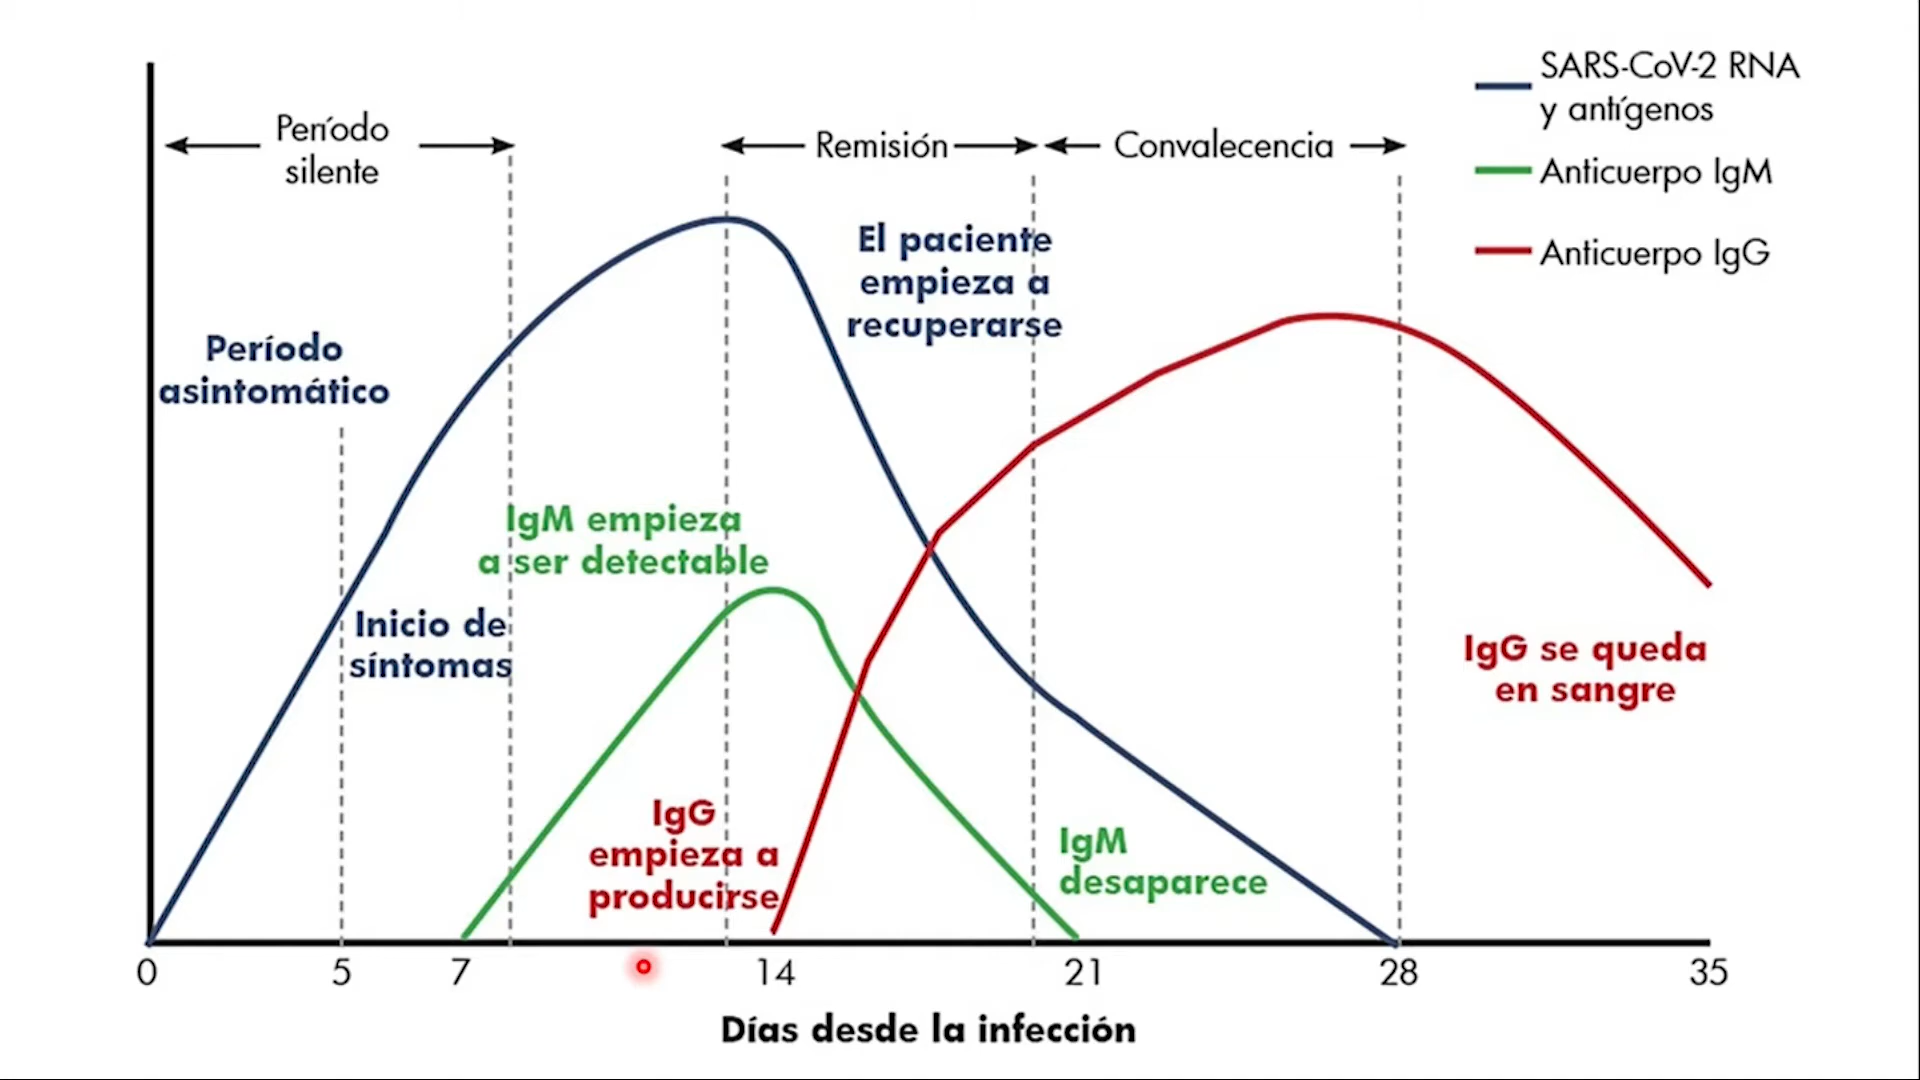 SARS-CoV-2 RNA
y antígenos
Anticuerpo IgM
Anticuerpo IgG
Período
silente
Remisión
Convalecencia
El paciente
empieza a
recuperarse
Período
asintomático
IgM empieza
a ser detectable
Inicio de
síntomas
IgG se queda
en sangre
IgG
empieza a
producirse
IgM
desaparece
0 5 7 14 21 28 35
Días desde la infección